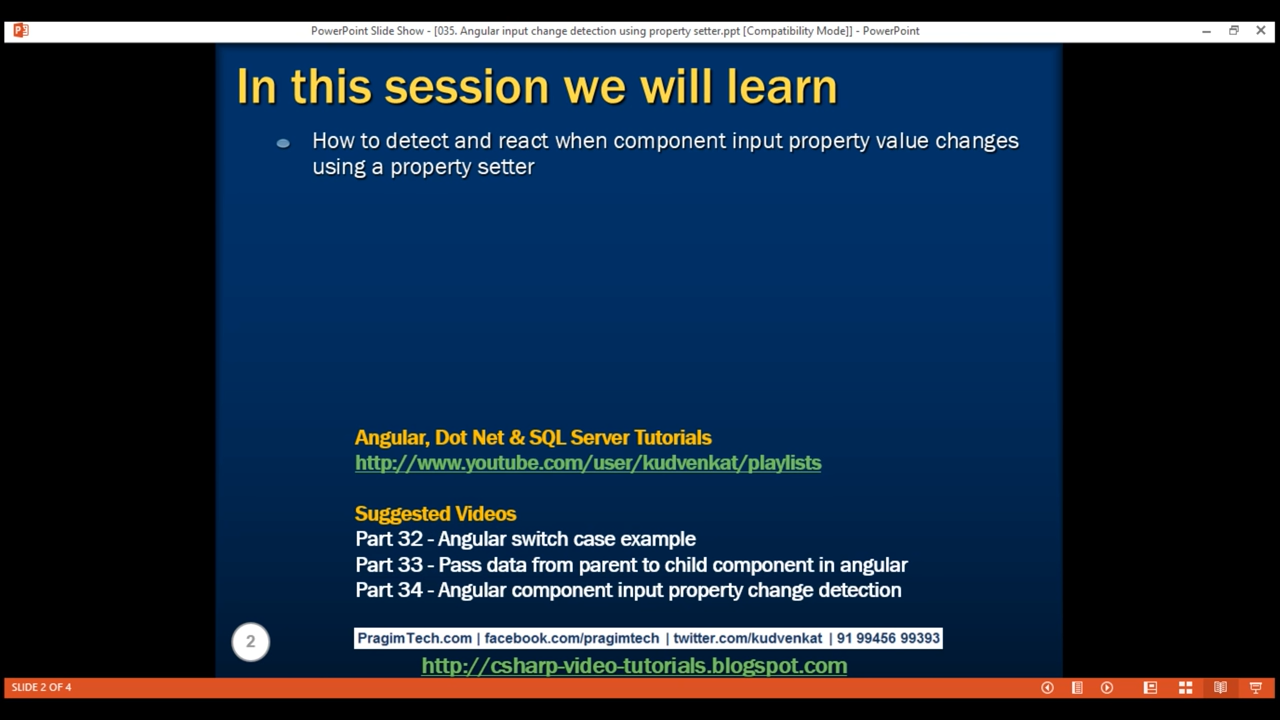 PowerPoint Slide Show - [035. Angular input change detection using property setter.ppt [Compatibility Mode]] - PowerPoint
In this session we will learn
How to detect and react when component input property value changes
using a property setter
Angular, Dot Net & SQL Server Tutorials
http://www.youtube.com/user/kudvenkat/playlists
Suggested Videos
Part 32 - Angular switch case example
Part 33 - Pass data from parent to child component in angular
Part 34 - Angular component input property change detection
2
PragimTech.com | facebook.com/pragimtech | twitter.com/kudvenkat | 91 99456 99393
http://csharp-video-tutorials.blogspot.com
SLIDE 2 OF 4